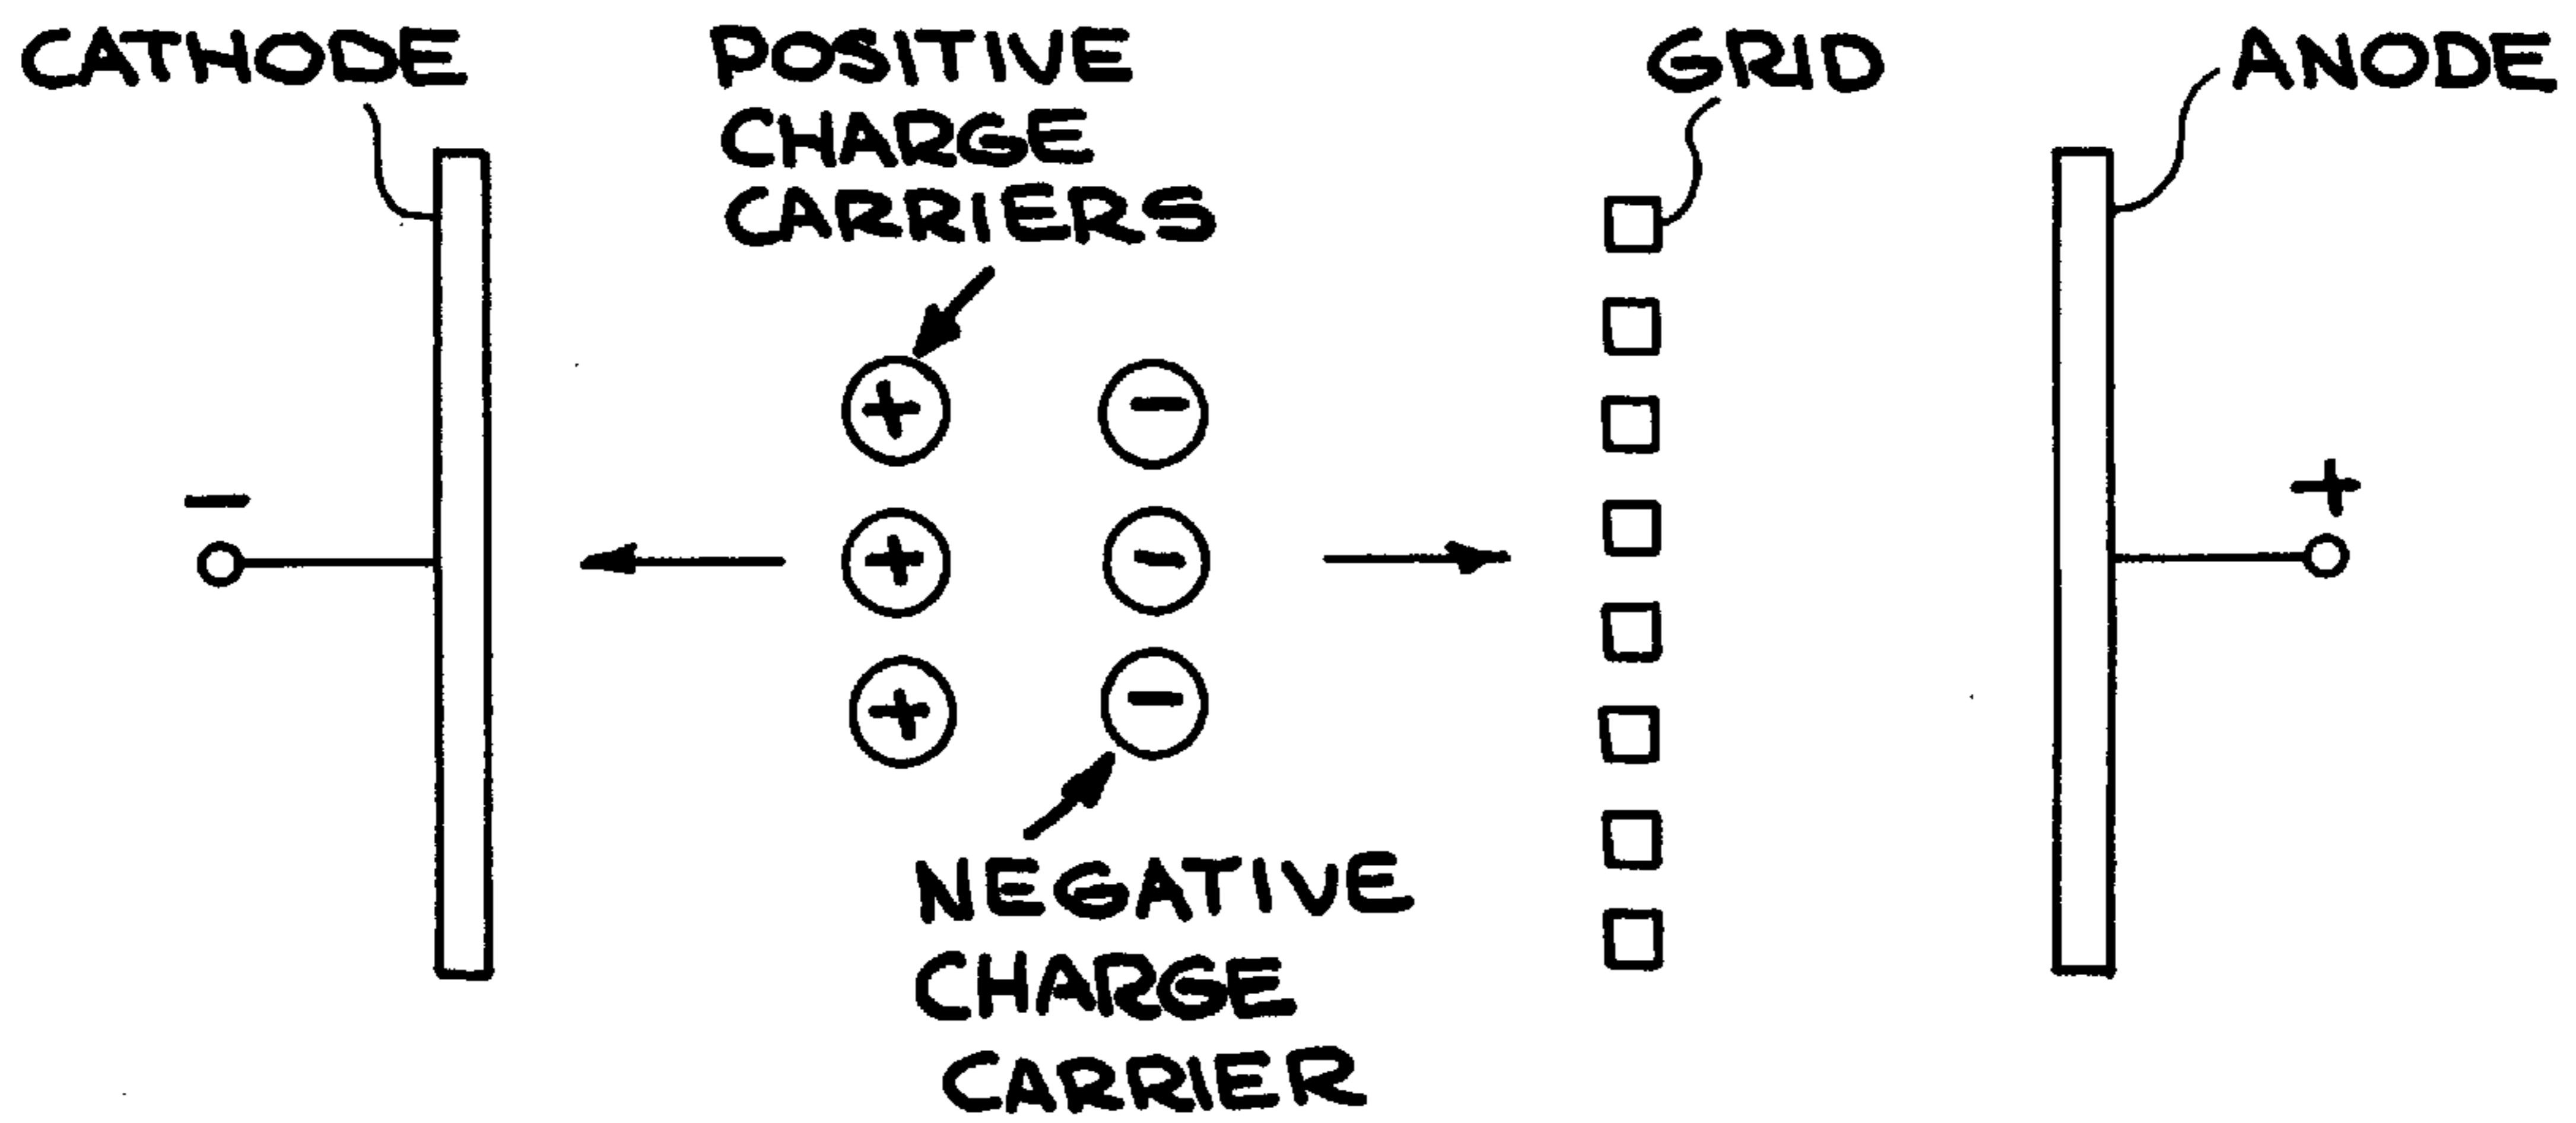 CATHODE
POSITIVE
CHARGE
CARRIERS
GRID
ANODE
+ −
− +
+ −
+ −
NEGATIVE
CHARGE
CARRIER